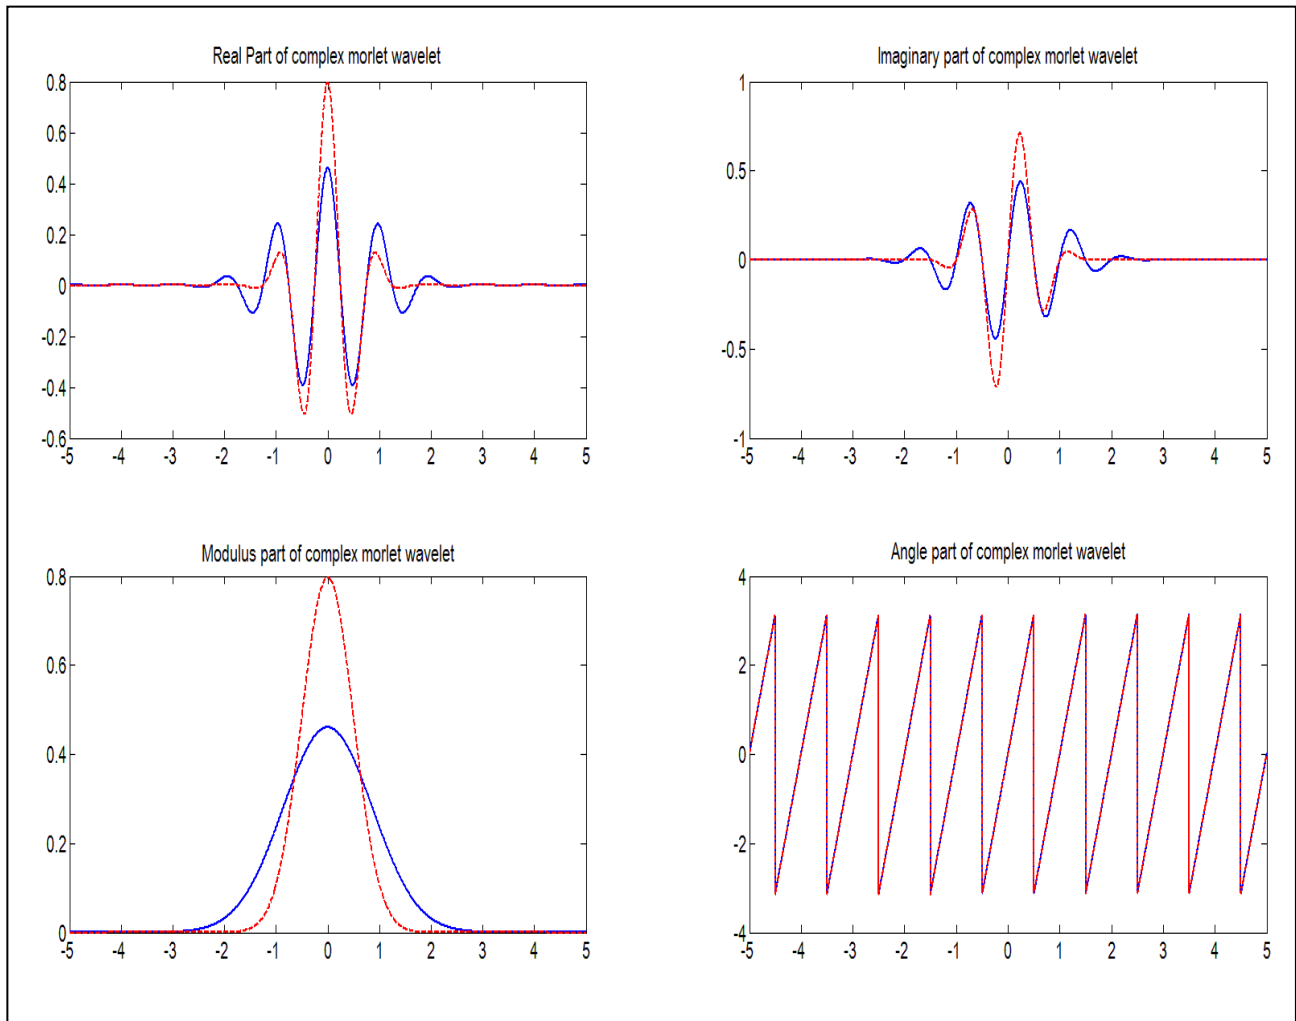 Real Part of complex morlet wavelet
0.8
0.6
0.4
0.2
0
-0.2
-0.4
-0.6
-5 -4 -3 -2 -1 0 1 2 3 4 5
Imaginary part of complex morlet wavelet
1
0.5
0
-0.5
-1
-5 -4 -3 -2 -1 0 1 2 3 4 5
Modulus part of complex morlet wavelet
0.8
0.6
0.4
0.2
0
-5 -4 -3 -2 -1 0 1 2 3 4 5
Angle part of complex morlet wavelet
4
2
0
-2
-4
-5 -4 -3 -2 -1 0 1 2 3 4 5